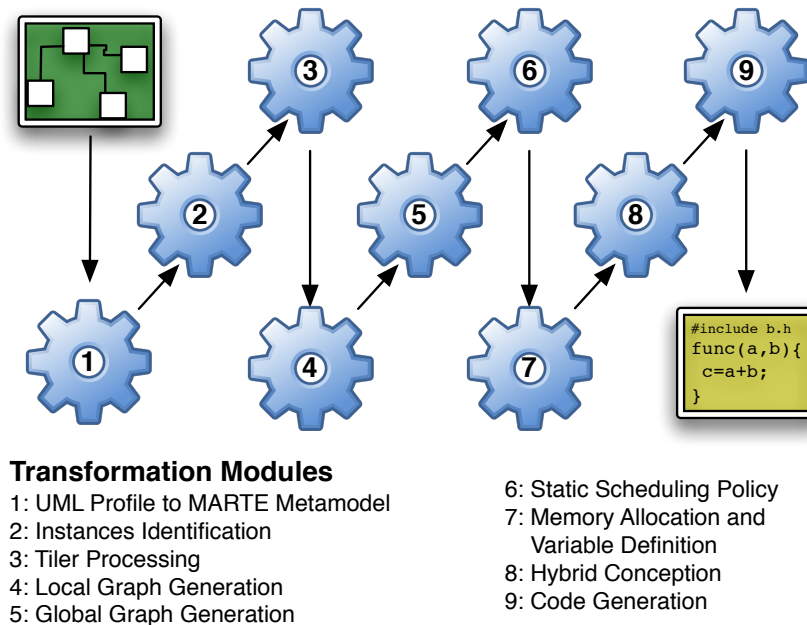 3
6
9
2
5
8
1
4
7
#include b.h
func(a,b){
c=a+b;
}
Transformation Modules
1: UML Profile to MARTE Metamodel
2: Instances Identification
3: Tiler Processing
4: Local Graph Generation
5: Global Graph Generation
6: Static Scheduling Policy
7: Memory Allocation and
Variable Definition
8: Hybrid Conception
9: Code Generation